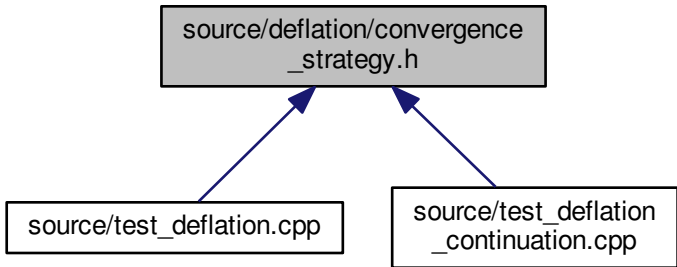 source/deflation/convergence
_strategy.h
source/test_deflation.cpp
source/test_deflation
_continuation.cpp